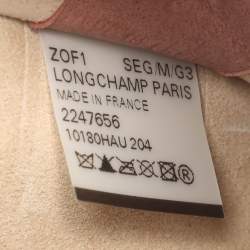 ZOF1 SEG/M/G3
LONGCHAMP PARIS
MADE IN FRANCE
2247656
10180HAU 204